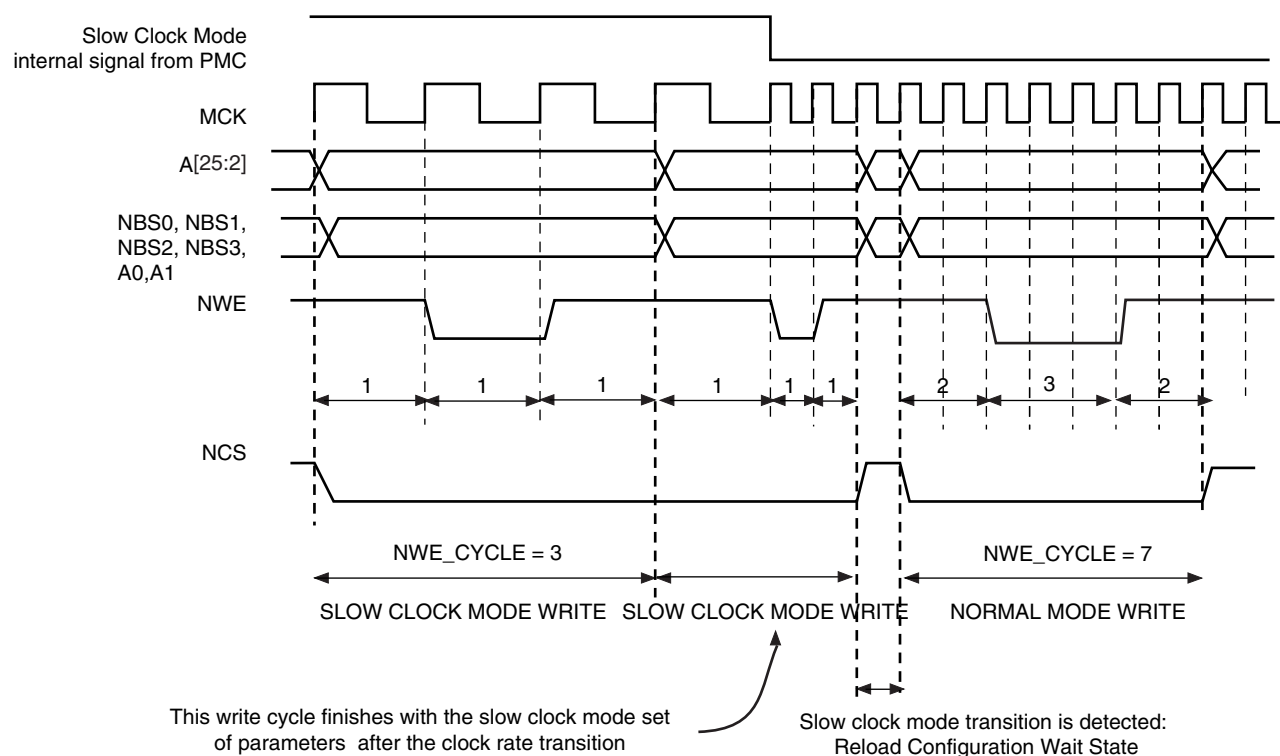 Slow Clock Mode
internal signal from PMC
MCK
A[25:2]
NBS0, NBS1,
NBS2, NBS3,
A0,A1
NWE
1 1 1 1 1 1 2 3 2
NCS
NWE_CYCLE = 3 NWE_CYCLE = 7
SLOW CLOCK MODE WRITE SLOW CLOCK MODE WRITE NORMAL MODE WRITE
This write cycle finishes with the slow clock mode set
of parameters after the clock rate transition
Slow clock mode transition is detected:
Reload Configuration Wait State